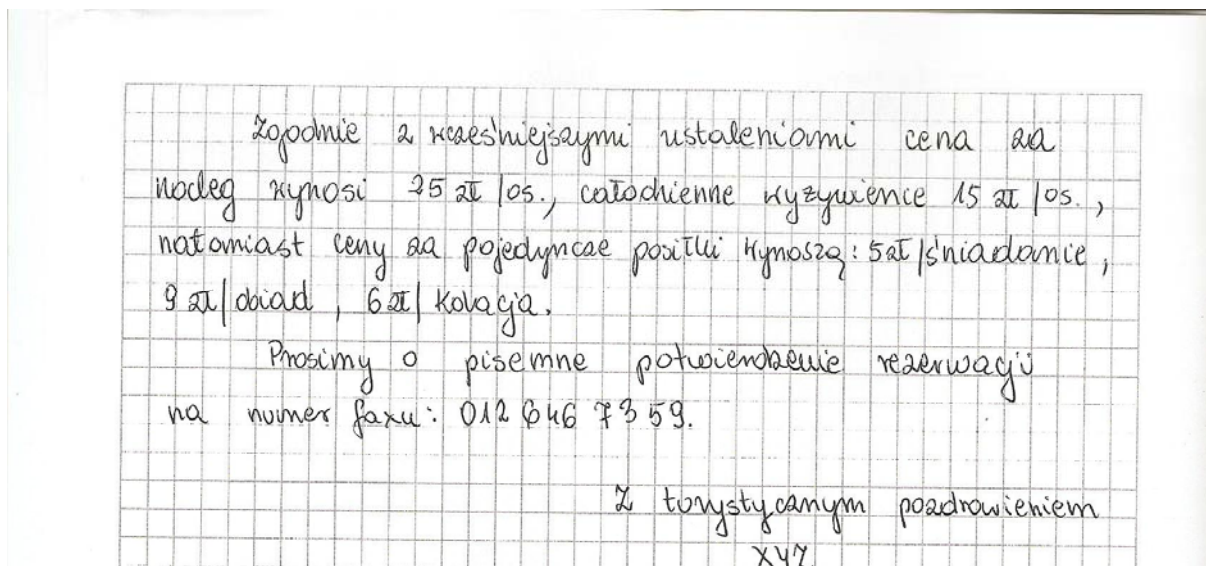 Zgodnie z wcześniejszymi ustaleniami cena za
nocleg wynosi 25 zł/os., całodzienne wyżywienie 15 zł/os.,
natomiast ceny za pojedyncze posiłki wynoszą: 5zł/śniadanie,
9 zł/obiad, 6 zł/kolacja.
Prosimy o pisemne potwierdzenie rezerwacji
na numer faxu: 012 646 73 59.
Z turystycznym pozdrowieniem
XYZ